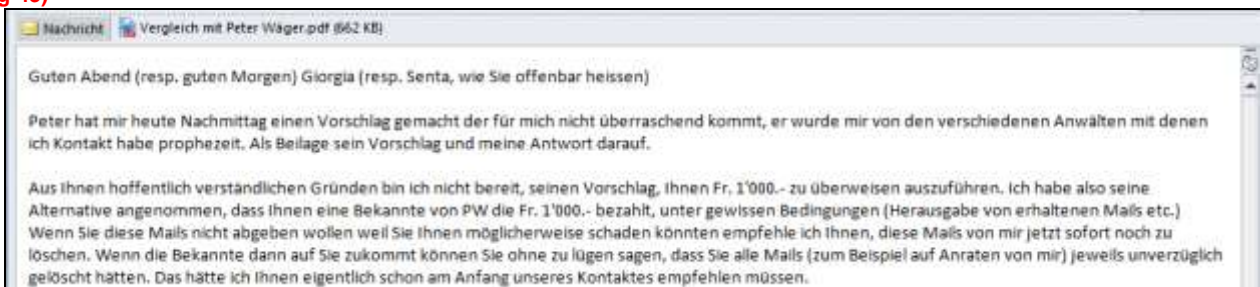 Nachricht Vergleich mit Peter Wäger.pdf (662 KB)
Guten Abend (resp. guten Morgen) Giorgia (resp. Senta, wie Sie offenbar heissen)
Peter hat mir heute Nachmittag einen Vorschlag gemacht der für mich nicht überraschend kommt, er wurde mir von den verschiedenen Anwälten mit denen
ich Kontakt habe prophezeit. Als Beilage sein Vorschlag und meine Antwort darauf.
Aus Ihnen hoffentlich verständlichen Gründen bin ich nicht bereit, seinen Vorschlag, Ihnen Fr. 1'000.- zu überweisen auszuführen. Ich habe also seine
Alternative angenommen, dass Ihnen eine Bekannte von PW die Fr. 1'000.- bezahlt, unter gewissen Bedingungen (Herausgabe von erhaltenen Mails etc.)
Wenn Sie diese Mails nicht abgeben wollen weil Sie Ihnen möglicherweise schaden könnten empfehle ich Ihnen, diese Mails von mir jetzt sofort noch zu
löschen. Wenn die Bekannte dann auf Sie zukommt können Sie ohne zu lügen sagen, dass Sie alle Mails (zum Beispiel auf Anraten von mir) jeweils unverzüglich
gelöscht hätten. Das hätte ich Ihnen eigentlich schon am Anfang unseres Kontaktes empfehlen müssen.